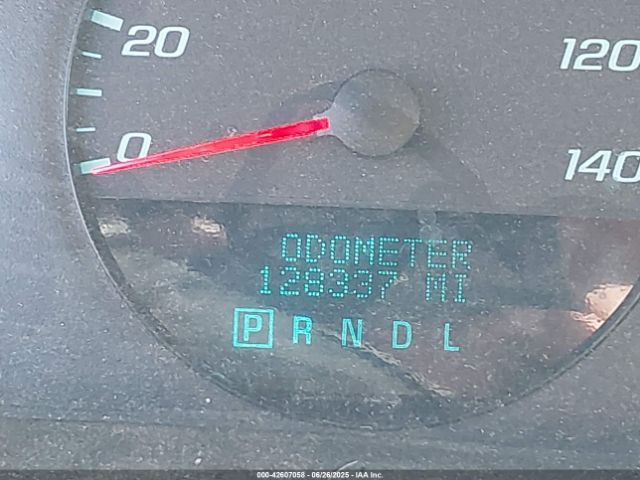 20
120
0
140
ODOMETER
128337 MI
P R N D L
000-42607058 - 06/26/2025 - IAA Inc.